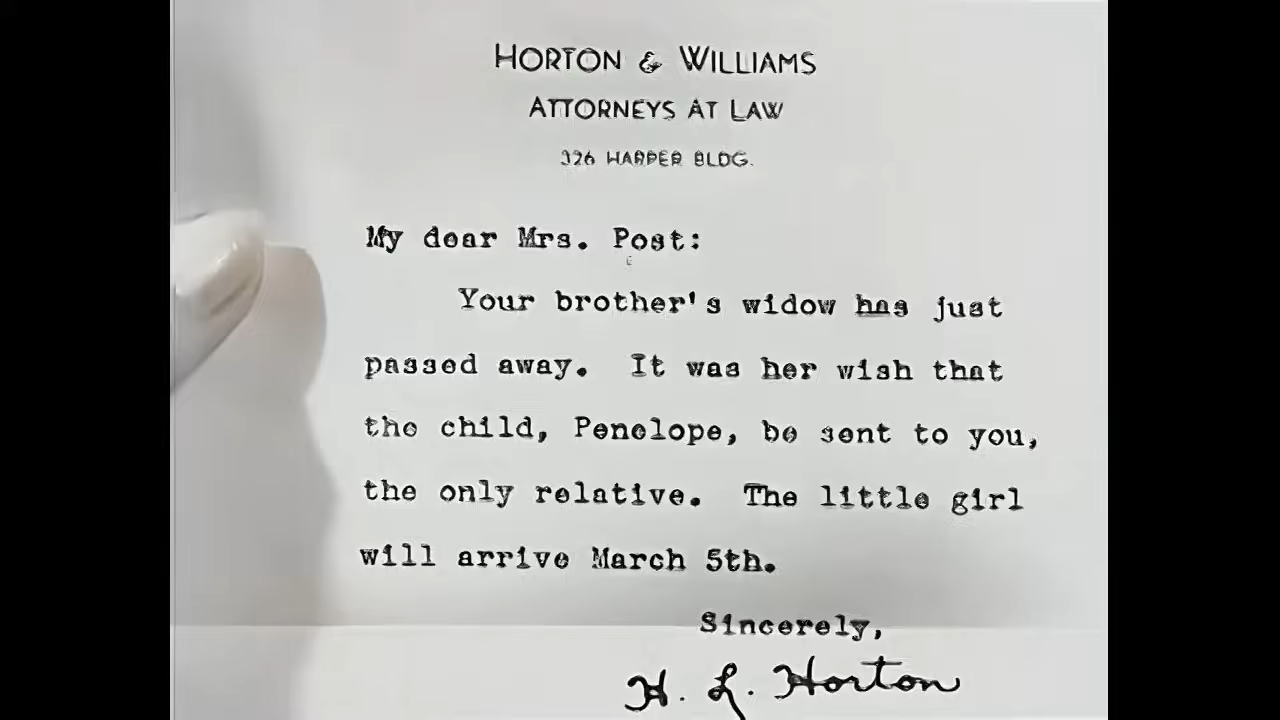 HORTON & WILLIAMS
ATTORNEYS AT LAW
326 HARPER BLDG.
My dear Mrs. Post:
Your brother's widow has just
passed away. It was her wish that
the child, Penelope, be sent to you,
the only relative. The little girl
will arrive March 5th.
Sincerely,
H. L. Horton